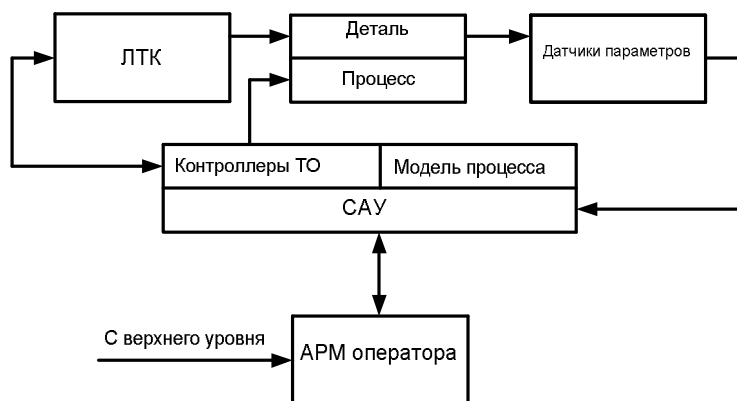 ЛТК
Деталь
Процесс
Датчики параметров
Контроллеры ТО
Модель процесса
САУ
С верхнего уровня
АРМ оператора